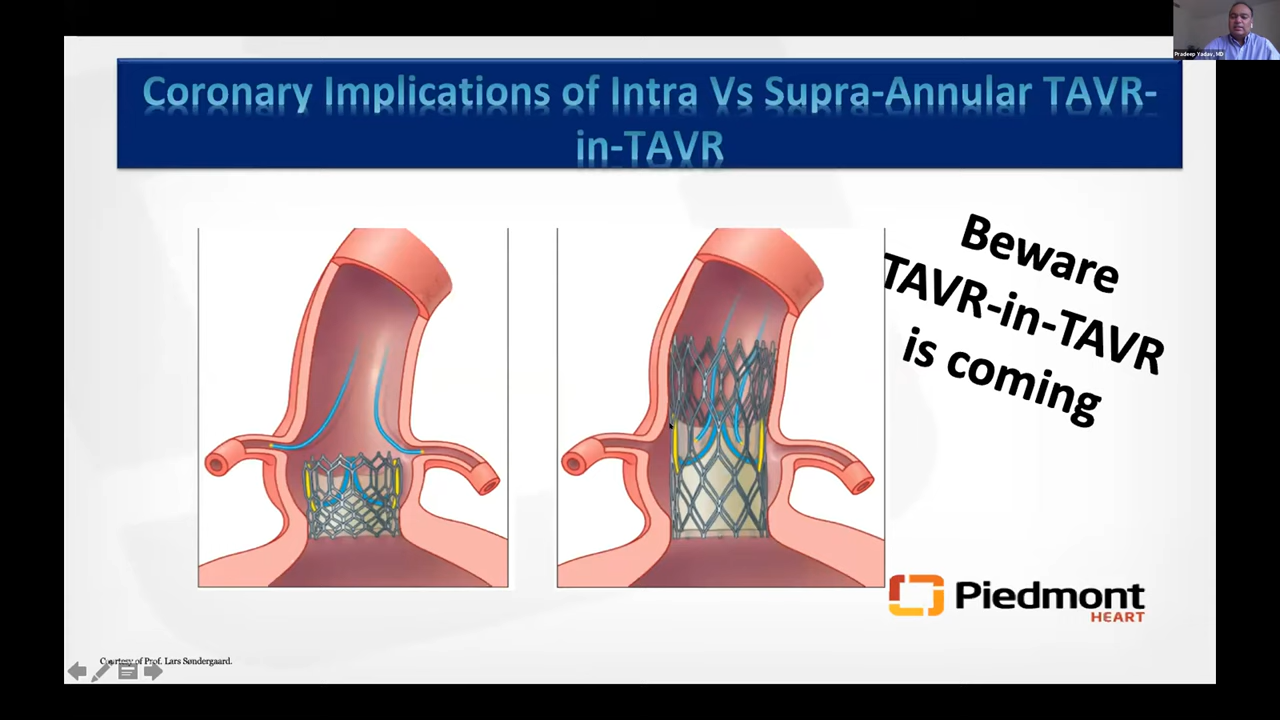 Pradeep Yadav, MD
Coronary Implications of Intra Vs Supra-Annular TAVR-
in-TAVR
Beware
TAVR-in-TAVR
is coming
Piedmont
HEART
Courtesy of Prof. Lars Søndergaard.